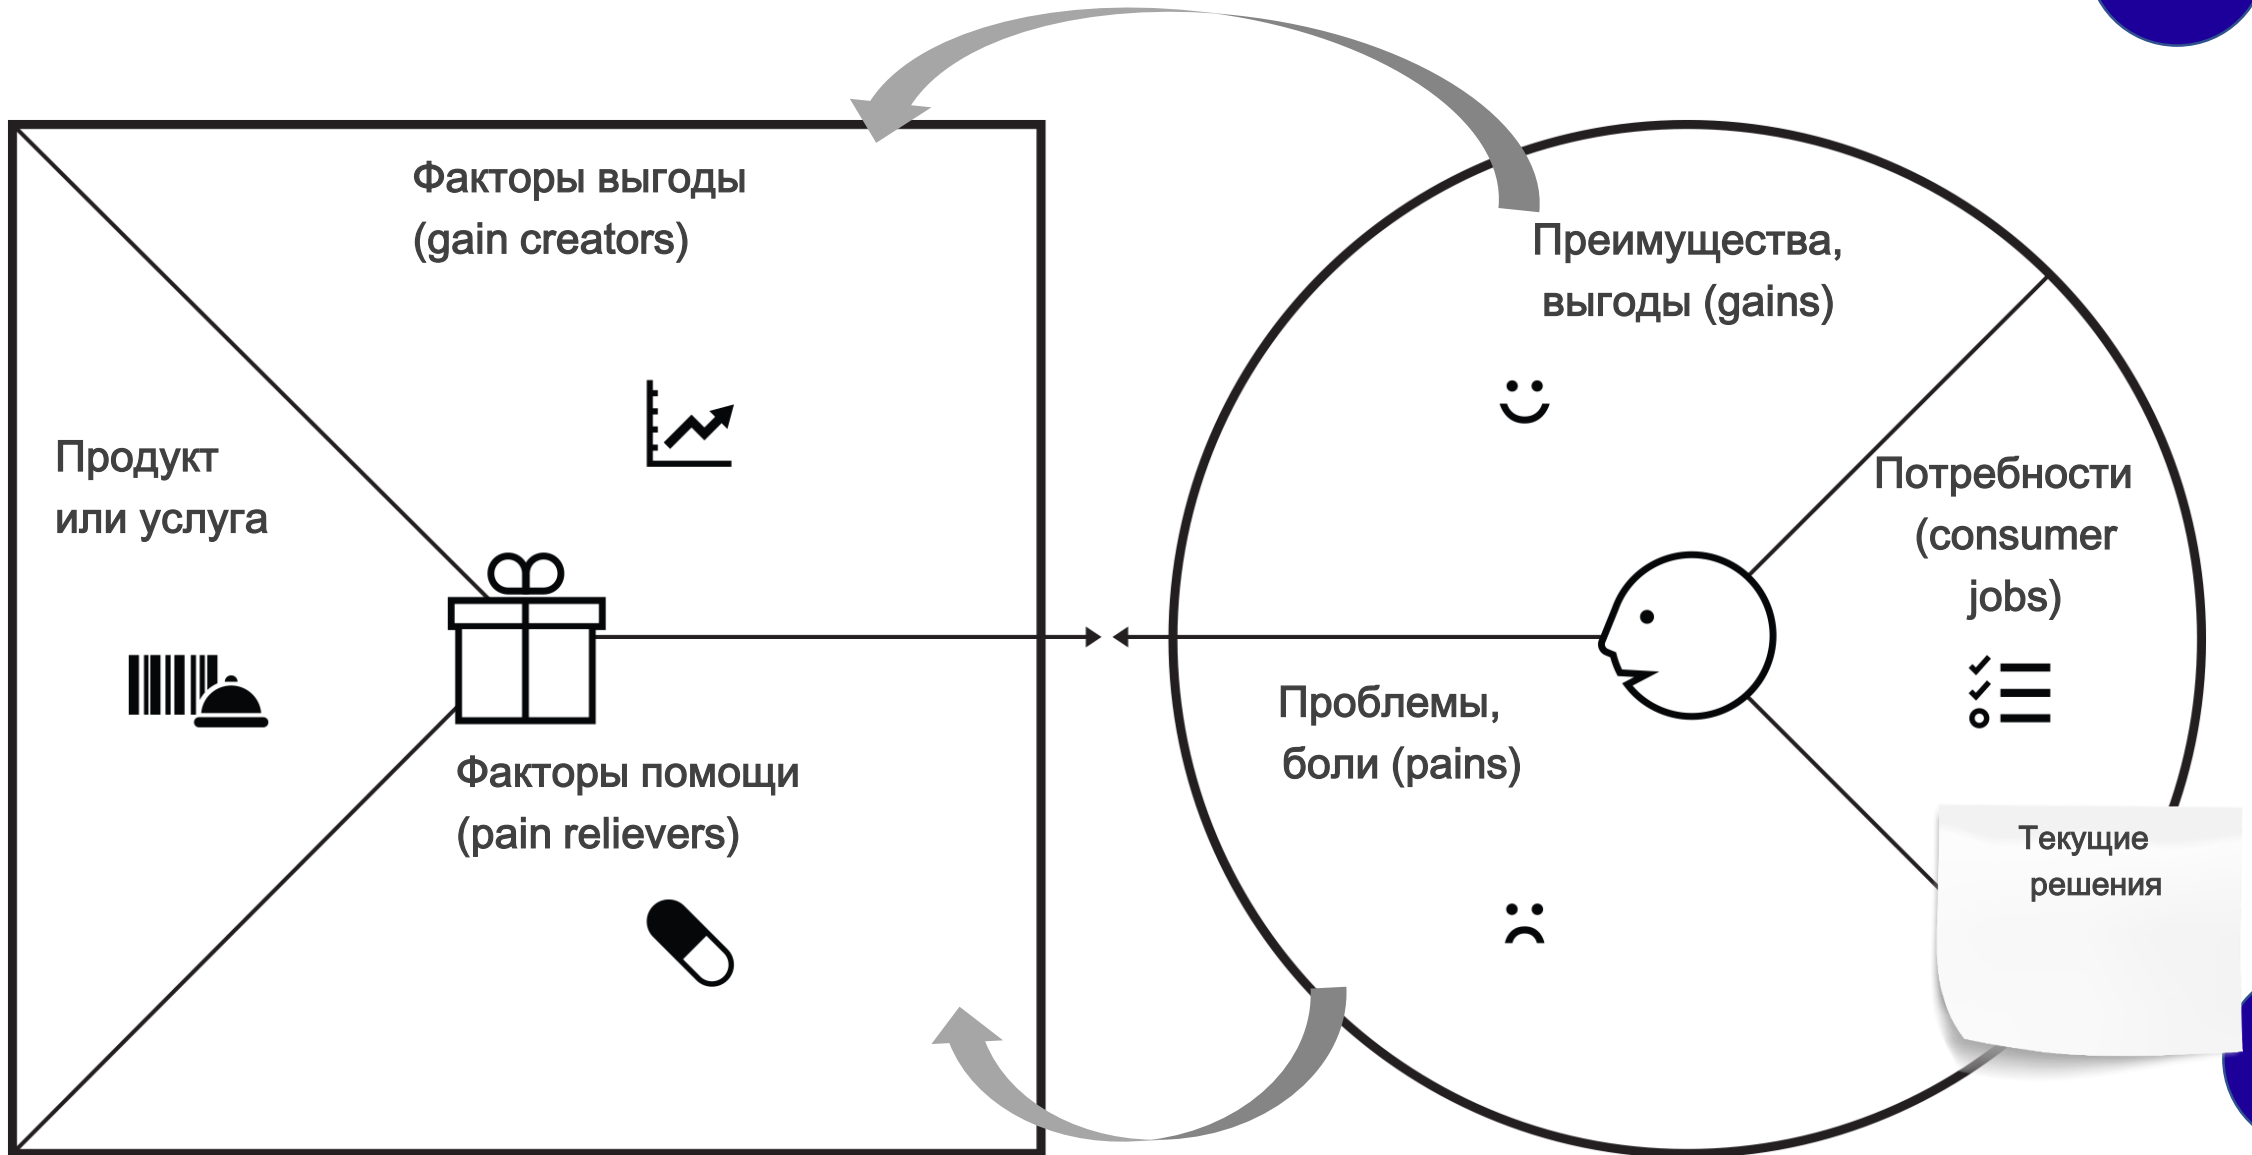 Факторы выгоды
(gain creators)
Продукт
или услуга
Факторы помощи
(pain relievers)
Преимущества,
выгоды (gains)
Потребности
(consumer
jobs)
Проблемы,
боли (pains)
Текущие
решения